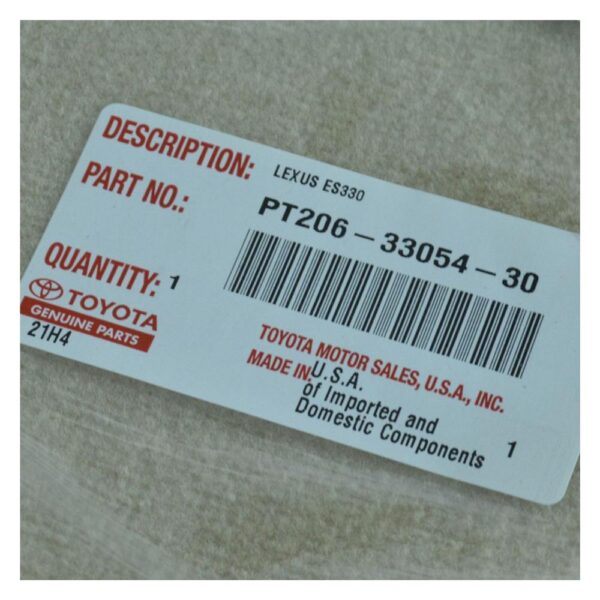 DESCRIPTION: LEXUS ES330
PART NO.: PT206-33054-30
QUANTITY: 1
TOYOTA
GENUINE PARTS
21H4
TOYOTA MOTOR SALES, U.S.A., INC.
MADE IN U.S.A.
of Imported and
Domestic Components 1